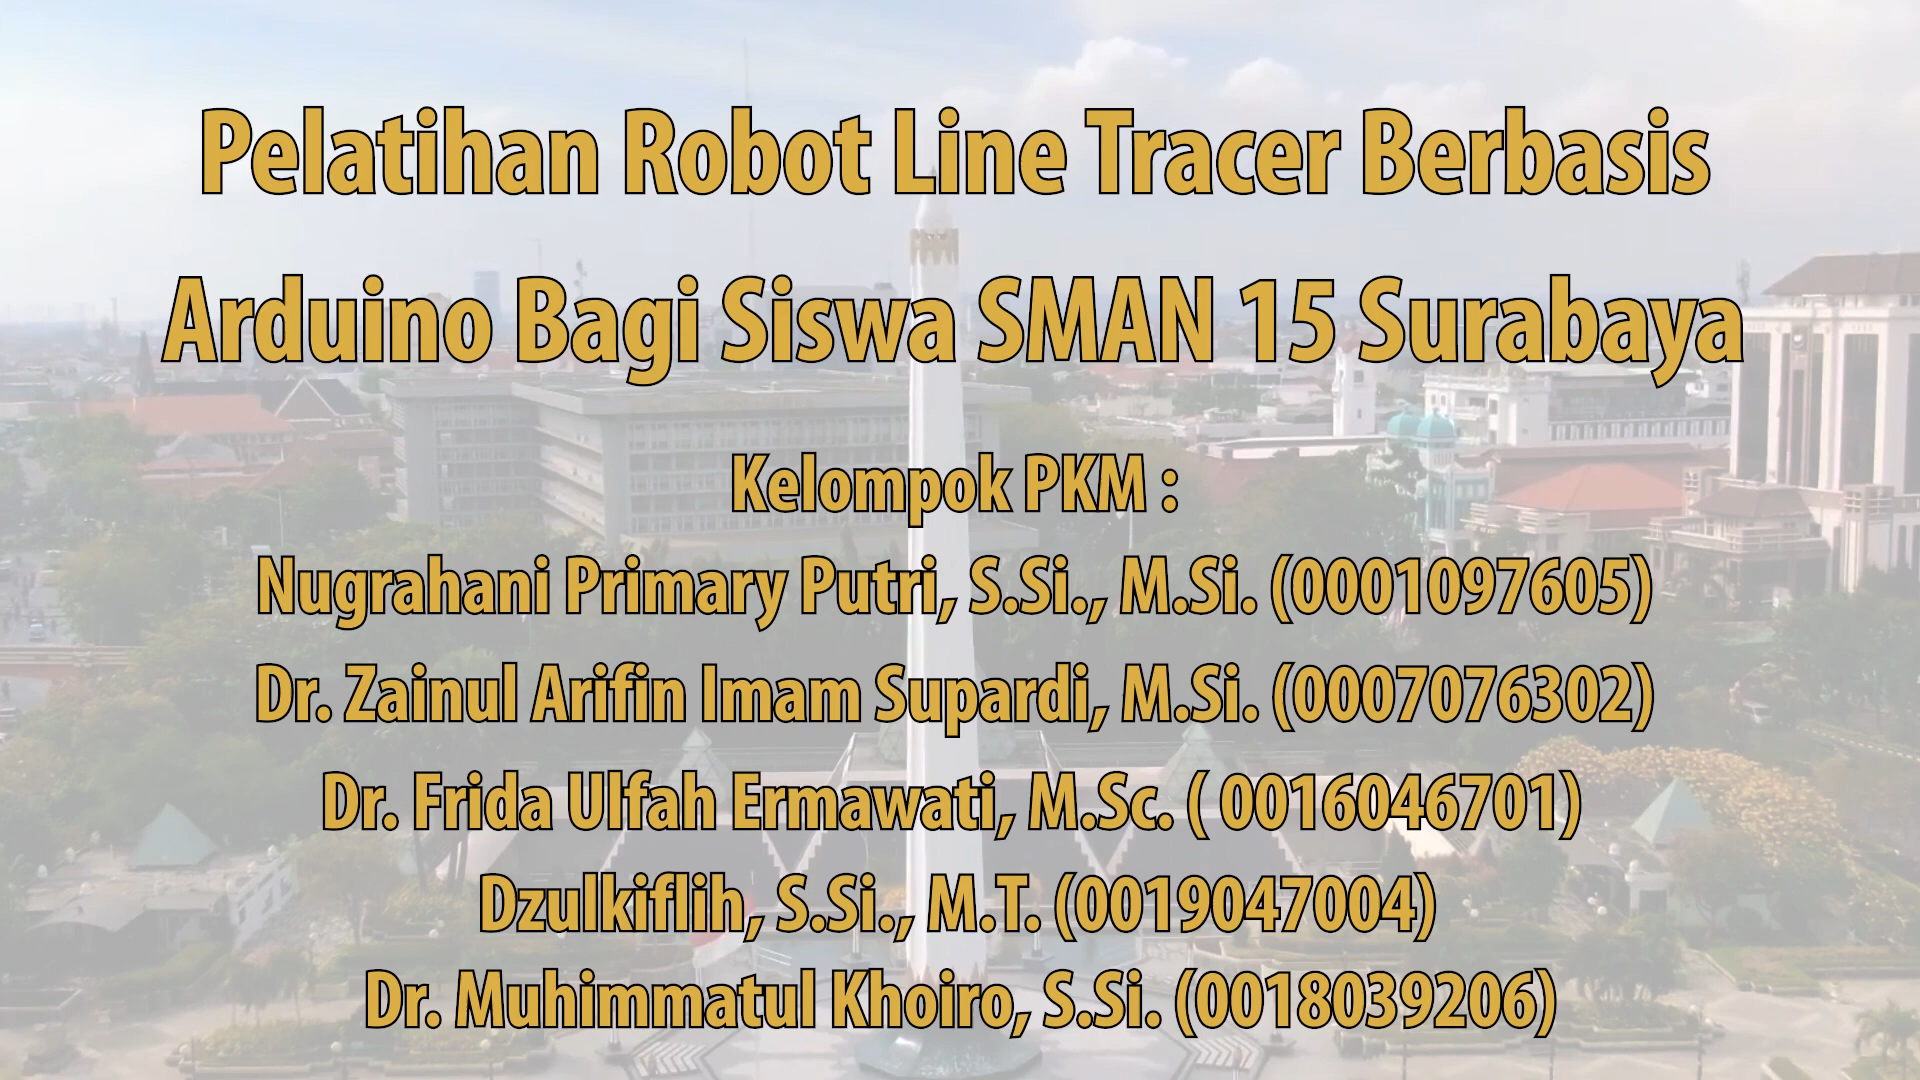 Pelatihan Robot Line Tracer Berbasis
Arduino Bagi Siswa SMAN 15 Surabaya
Kelompok PKM :
Nugrahani Primary Putri, S.Si., M.Si. (0001097605)
Dr. Zainul Arifin Imam Supardi, M.Si. (0007076302)
Dr. Frida Ulfah Ermawati, M.Sc. ( 0016046701)
Dzulkiflih, S.Si., M.T. (0019047004)
Dr. Muhimmatul Khoiro, S.Si. (0018039206)